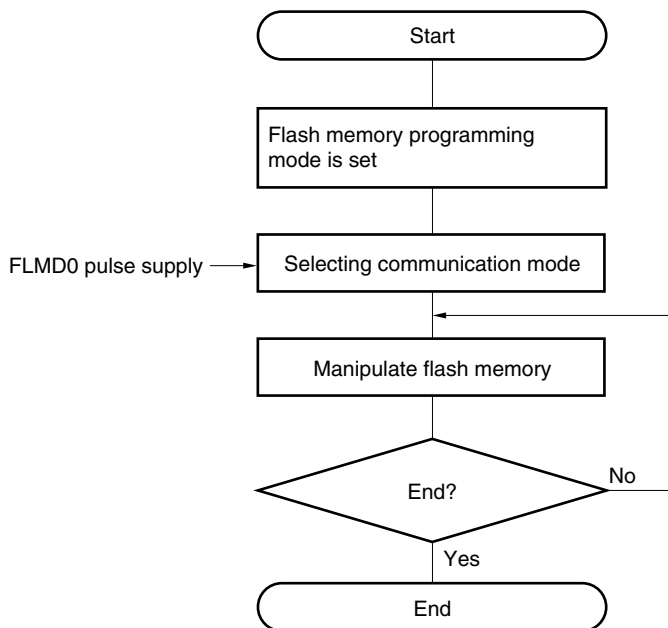 Start
Flash memory programming
mode is set
FLMD0 pulse supply
Selecting communication mode
Manipulate flash memory
End?
No
Yes
End